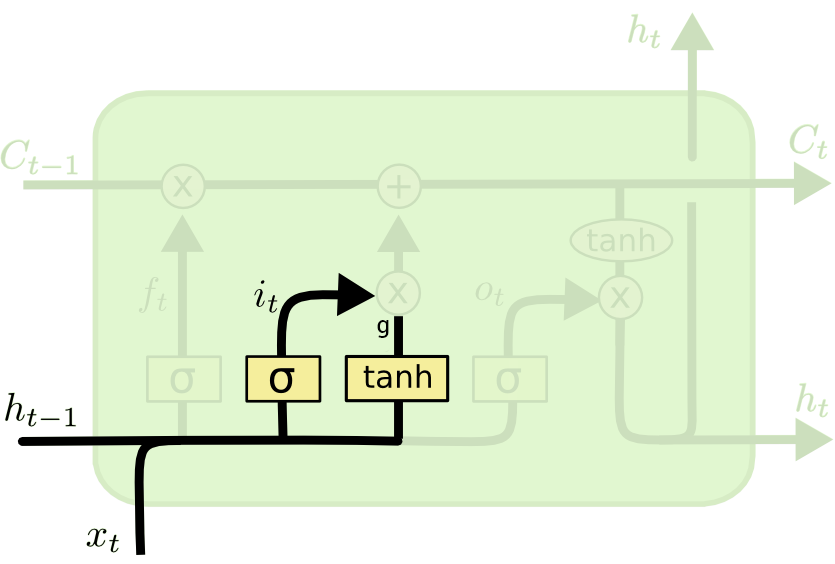 h_t
C_{t-1}
C_t
x
+
tanh
f_t
i_t
x
o_t
x
g
σ
σ
tanh
σ
h_{t-1}
h_t
x_t